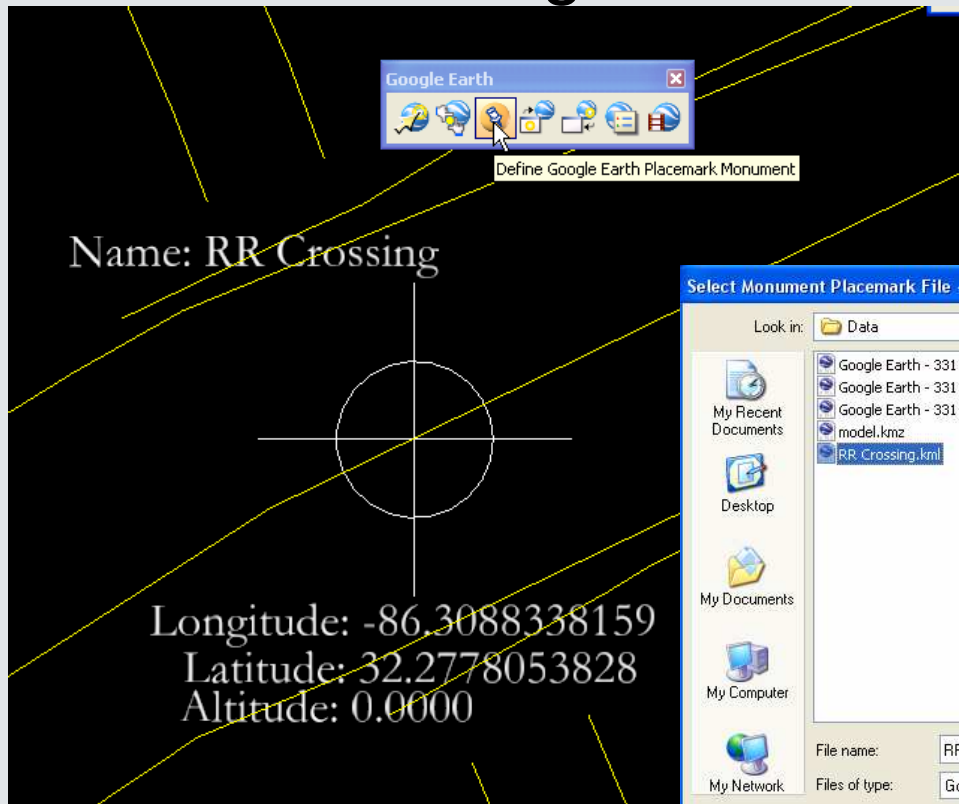 Google Earth
Define Google Earth Placemark Monument
Name: RR Crossing
Select Monument Placemark File
Look in:
Data
Google Earth - 331
Google Earth - 331
Google Earth - 331
model.kmz
RR Crossing.kml
My Recent
Documents
Desktop
My Documents
My Computer
My Network
File name:
Files of type:
Longitude: -86.3088338159
Latitude: 32.2778053828
Altitude: 0.0000